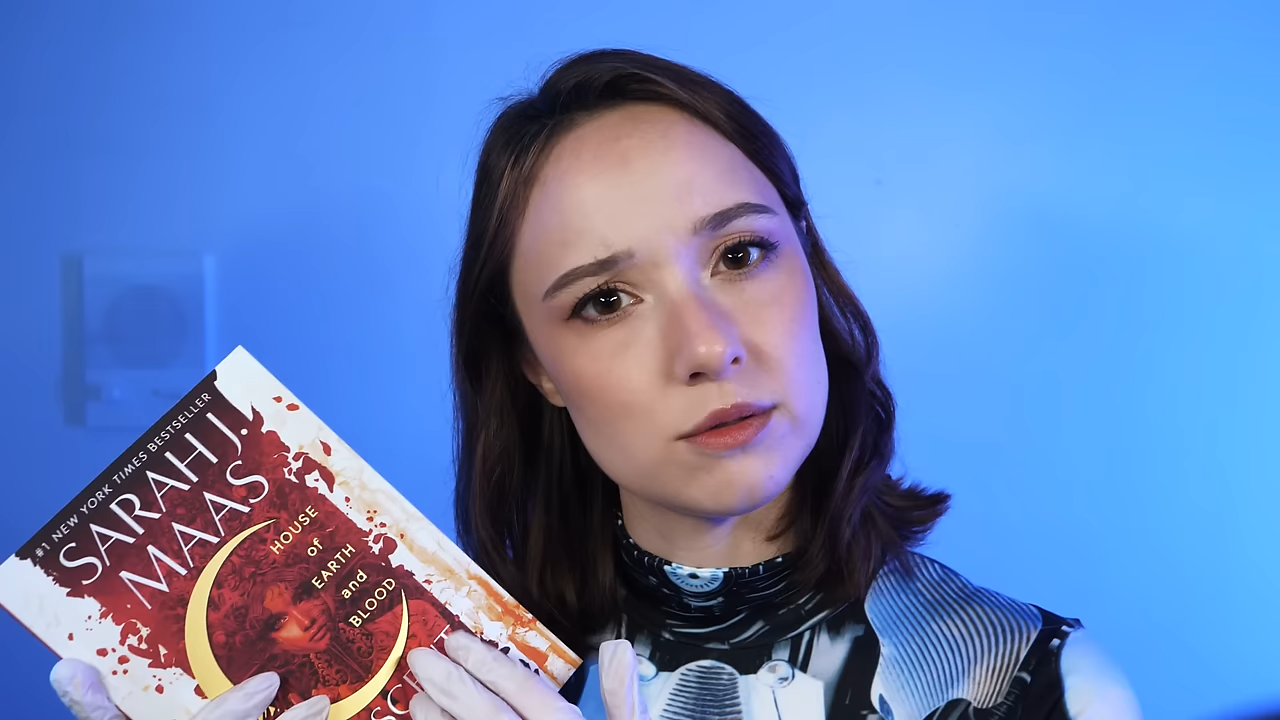 #1 NEW YORK TIMES BESTSELLER
SARAH J.
MAAS
HOUSE
of
EARTH
and
BLOOD